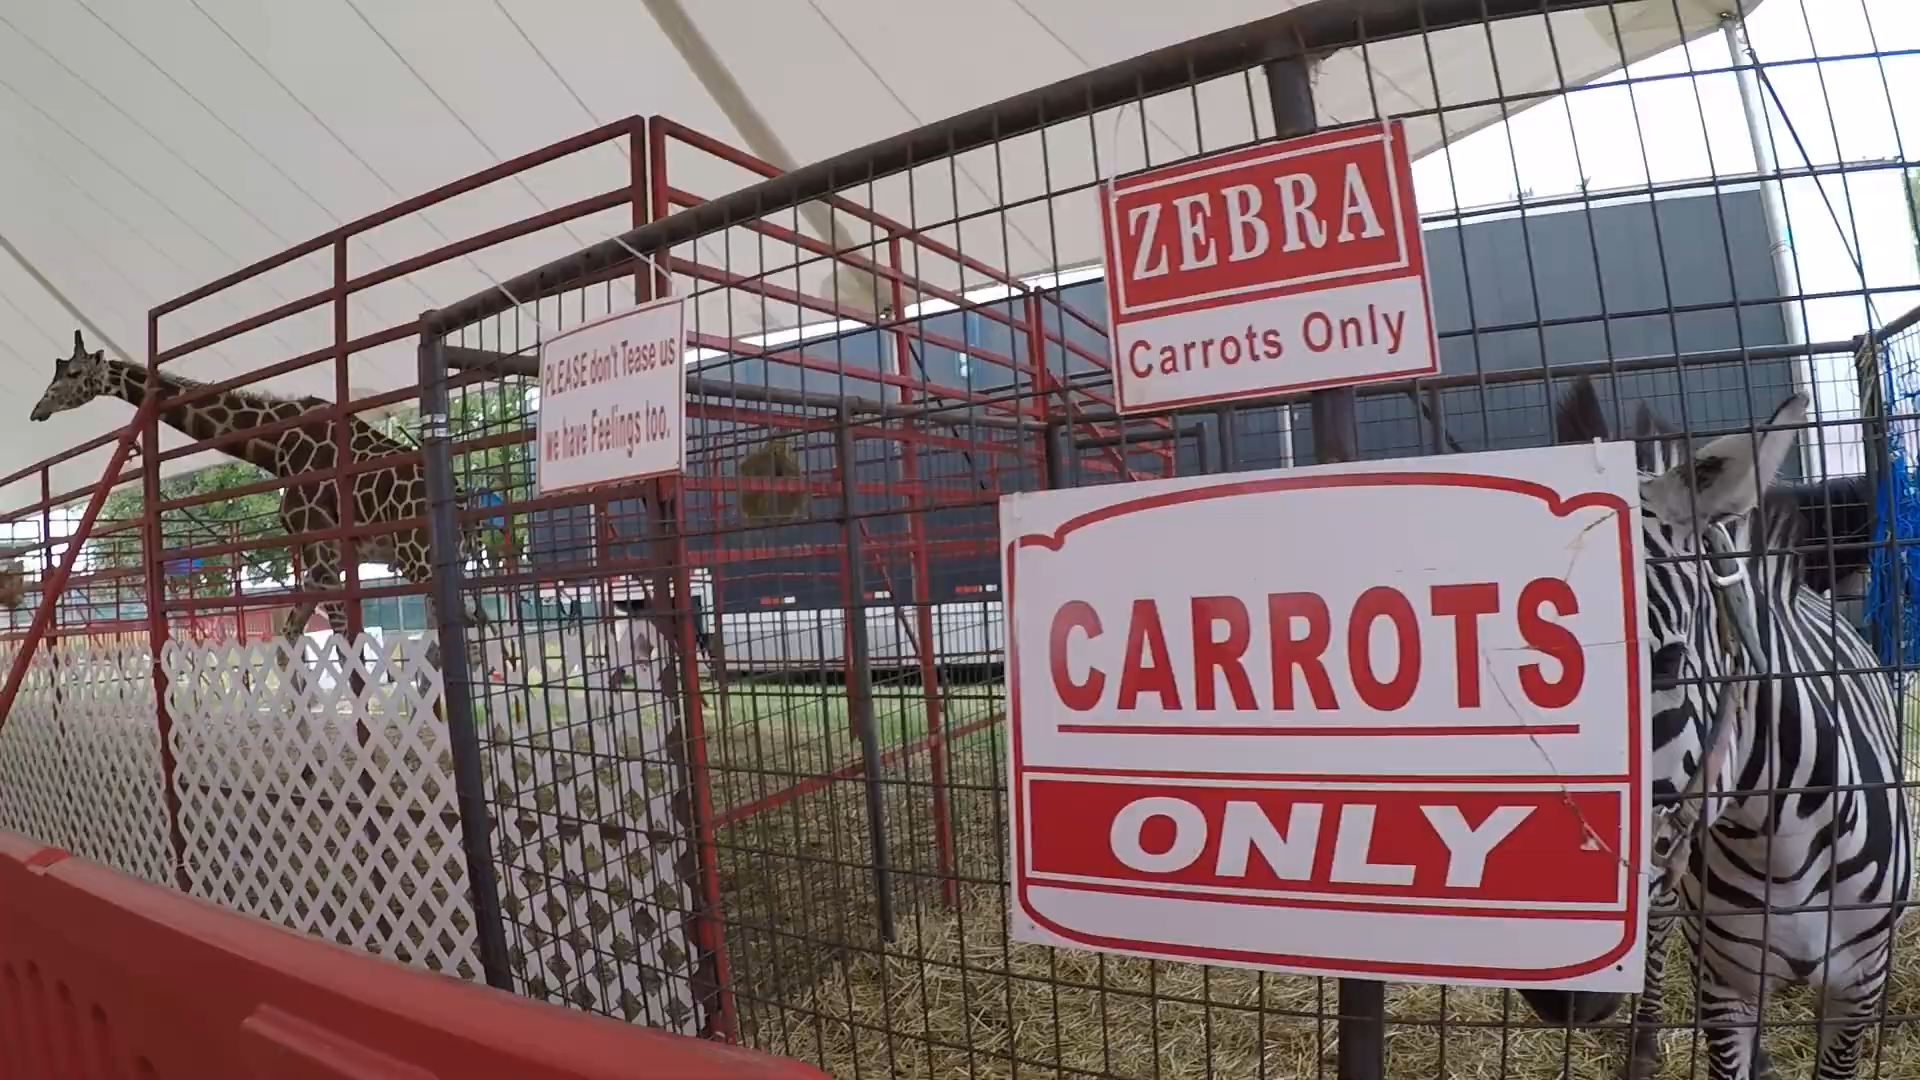 PLEASE don't Tease us
we have Feelings too.
ZEBRA
Carrots Only
CARROTS
ONLY